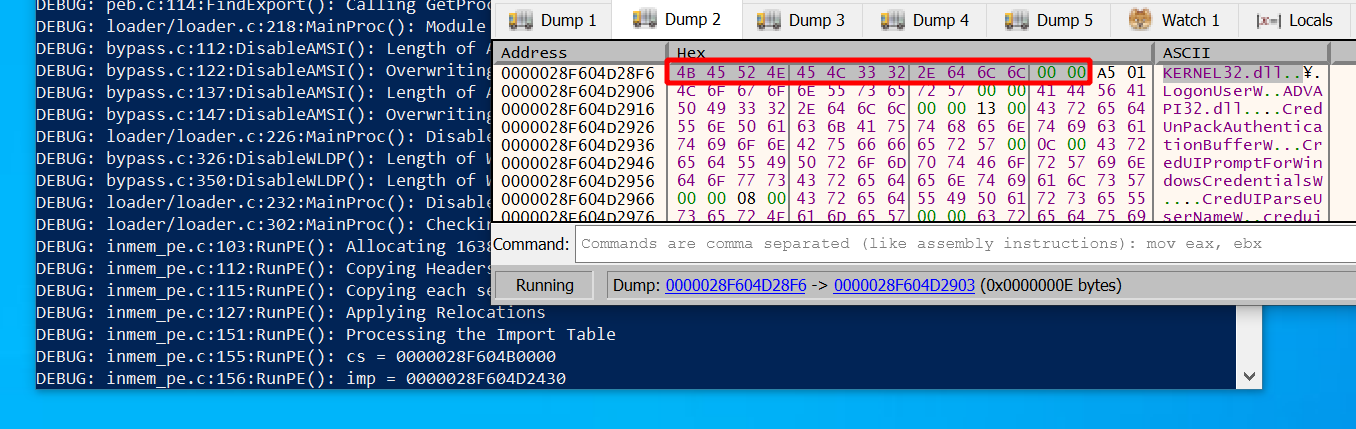 DEBUG: peb.c:114:FindExport(): Calling GetProc
DEBUG: loader/loader.c:218:MainProc(): Module
DEBUG: bypass.c:112:DisableAMSI(): Length of A
DEBUG: bypass.c:122:DisableAMSI(): Overwriting
DEBUG: bypass.c:137:DisableAMSI(): Overwriting
DEBUG: bypass.c:147:DisableAMSI(): Overwriting
DEBUG: loader/loader.c:226:MainProc(): Disable
DEBUG: bypass.c:326:DisableWLDP(): Length of W
DEBUG: bypass.c:350:DisableWLDP(): Length of W
DEBUG: loader/loader.c:232:MainProc(): Disable
DEBUG: loader/loader.c:302:MainProc(): Checkin
DEBUG: inmem_pe.c:103:RunPE(): Allocating 1638
DEBUG: inmem_pe.c:112:RunPE(): Copying Headers
DEBUG: inmem_pe.c:115:RunPE(): Copying each se
DEBUG: inmem_pe.c:127:RunPE(): Applying Relocations
DEBUG: inmem_pe.c:151:RunPE(): Processing the Import Table
DEBUG: inmem_pe.c:155:RunPE(): cs = 0000028F604B0000
DEBUG: inmem_pe.c:156:RunPE(): imp = 0000028F604D2430
Dump 1 Dump 2 Dump 3 Dump 4 Dump 5 Watch 1 |x=| Locals
Address Hex ASCII
0000028F604D28F6 4B 45 52 4E 45 4C 33 32 2E 64 6C 6C 00 00 A5 01 KERNEL32.dll..¥.
0000028F604D2906 4C 6F 67 6F 6E 55 73 65 72 57 00 00 41 44 56 41 LogonUserW..ADVA
0000028F604D2916 50 49 33 32 2E 64 6C 6C 00 00 13 00 43 72 65 64 PI32.dll....Cred
0000028F604D2926 55 6E 50 61 63 6B 41 75 74 68 65 6E 74 69 63 61 UnPackAuthentica
0000028F604D2936 74 69 6F 6E 42 75 66 66 65 72 57 00 0C 00 43 72 tionBufferW...Cr
0000028F604D2946 65 64 55 49 50 72 6F 6D 70 74 46 6F 72 57 69 6E edUIPromptForWin
0000028F604D2956 64 6F 77 73 43 72 65 64 65 6E 74 69 61 6C 73 57 dowsCredentialsW
0000028F604D2966 00 00 08 00 43 72 65 64 55 49 50 61 72 73 65 55 ....CredUIParseU
0000028F604D2976 73 65 72 4E 61 6D 65 57 00 00 63 72 65 64 75 69 serNameW..credui
Command: Commands are comma separated (like assembly instructions): mov eax, ebx
Running Dump: 0000028F604D28F6 -> 0000028F604D2903 (0x0000000E bytes)